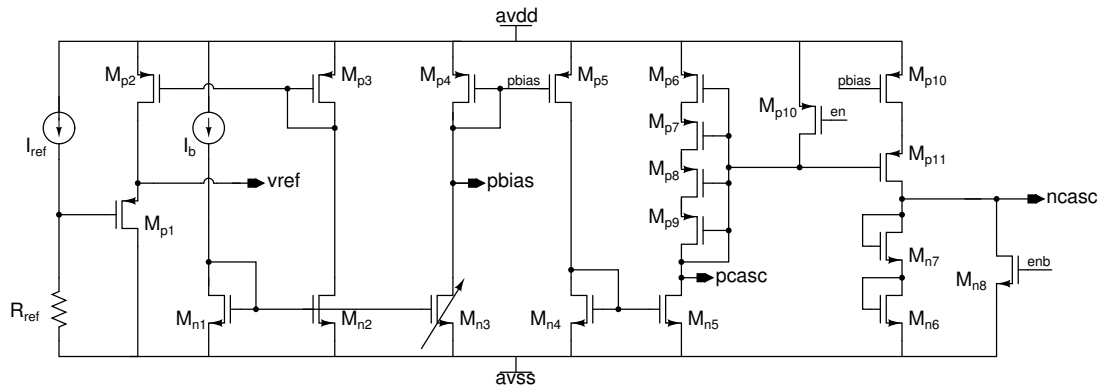 avdd
Mp2
Mp3
Mp4
pbias
Mp5
Mp6
pbias
Mp10
Mp10
en
Iref
Ib
Mp7
Mp8
Mp11
vref
pbias
ncasc
Mp1
Mp9
Mn7
enb
pcasc
Mn8
Rref
Mn1
Mn2
Mn3
Mn4
Mn5
Mn6
avss